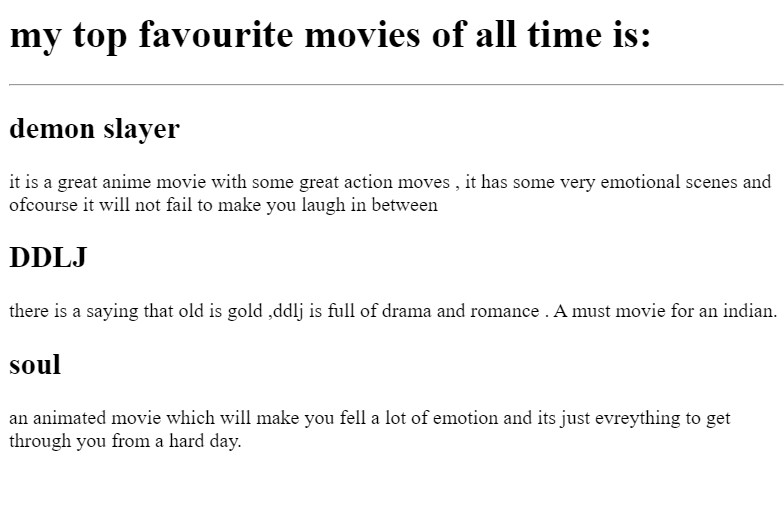 my top favourite movies of all time is:
demon slayer
it is a great anime movie with some great action moves , it has some very emotional scenes and
ofcourse it will not fail to make you laugh in between
DDLJ
there is a saying that old is gold ,ddlj is full of drama and romance . A must movie for an indian.
soul
an animated movie which will make you fell a lot of emotion and its just evreything to get
through you from a hard day.